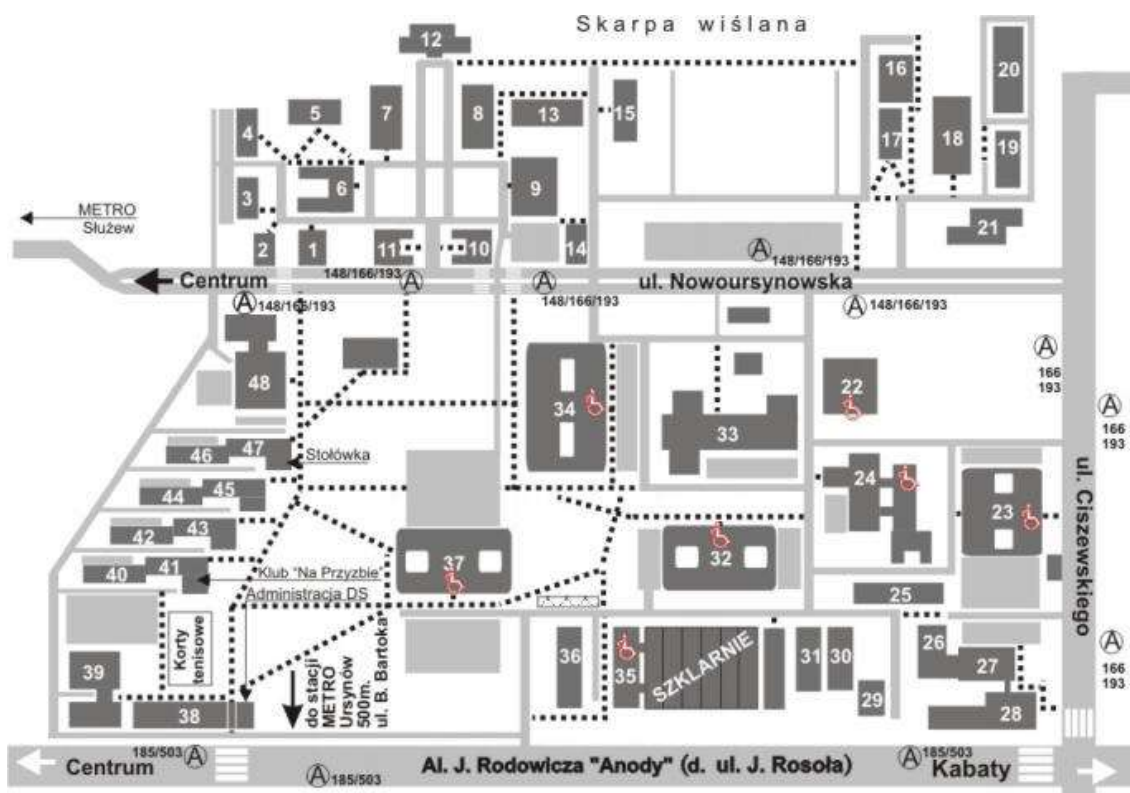 Skarpa wiślana
12
16
20
5
7
8
13
15
4
17
18
19
6
9
3
METRO
Służew
2
1
11
10
14
21
148/166/193 A
A
A 148/166/193
Centrum
148/166/193
ul. Nowoursynowska
A 148/166/193
A 148/166/193
A
166
193
48
34
22
A
166
193
33
46
47
Stołówka
24
44
45
23
42
43
32
ul. Ciszewskiego
40
41
Klub "Na Przyzbie"
37
Administracja DS
25
Korty
tenisowe
do stacji
METRO
Ursynów
500m.
ul. B. Bartoka
36
35
SZKLARNIE
31
30
29
26
27
28
A
166
193
39
38
185/503 A
A 185/503
Centrum
A 185/503
Al. J. Rodowicza "Anody" (d. ul. J. Rosoła)
Kabaty